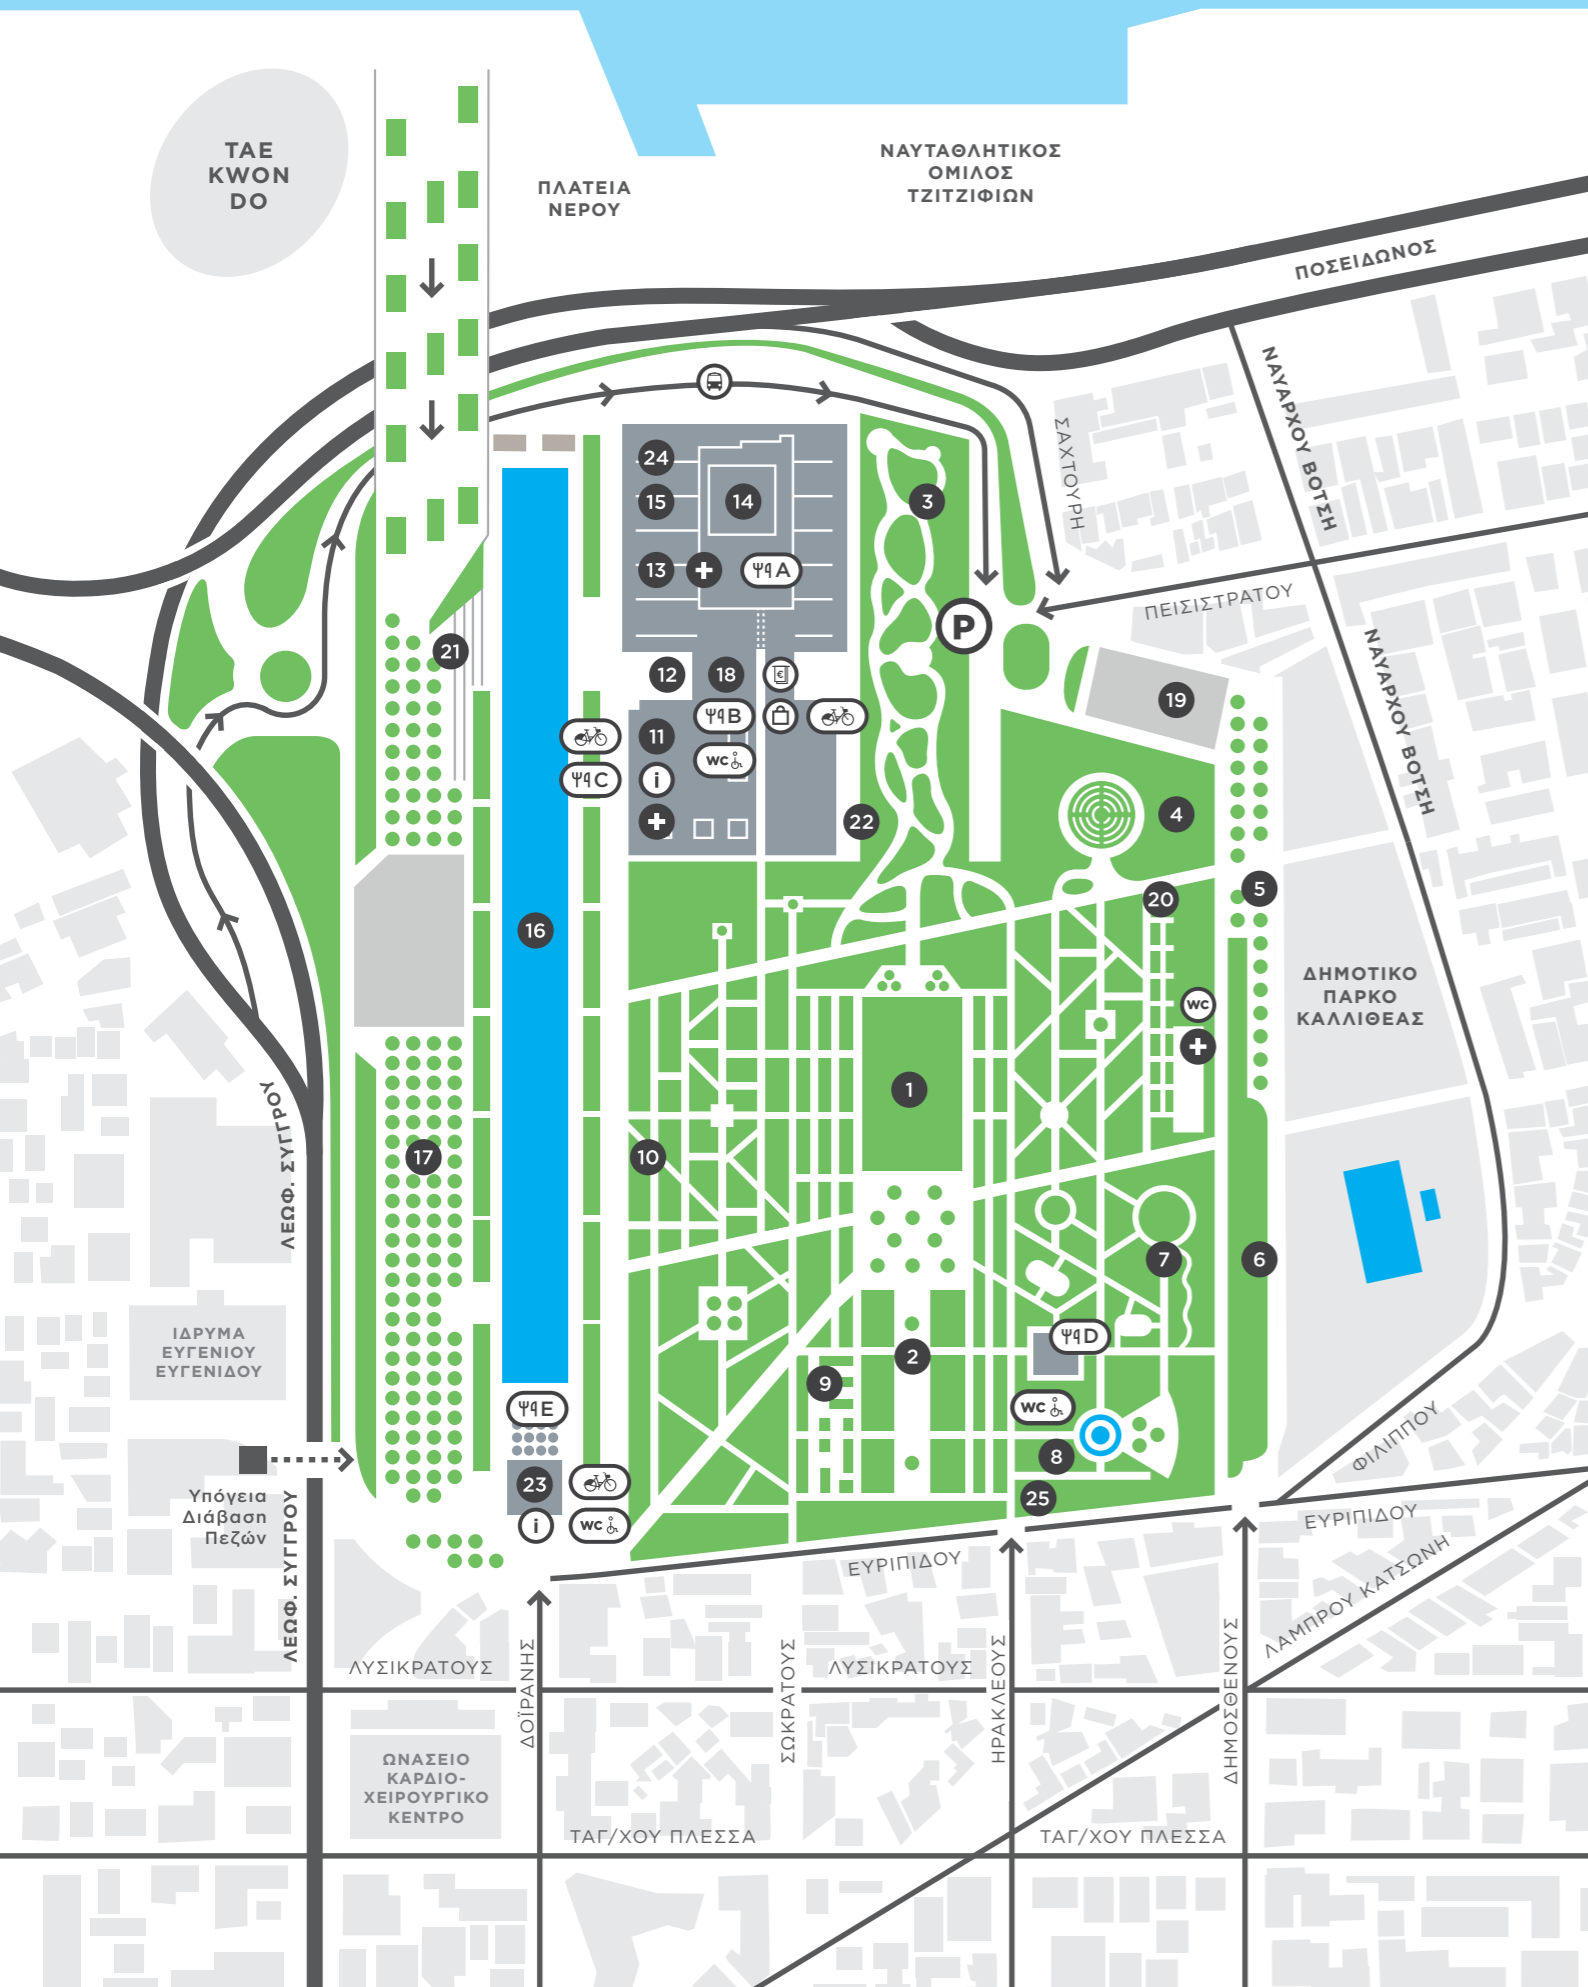 TAE
KWON
DO
ΠΛΑΤΕΙΑ
ΝΕΡΟΥ
ΝΑΥΤΑΘΛΗΤΙΚΟΣ
ΟΜΙΛΟΣ
ΤΖΙΤΖΙΦΙΩΝ
ΠΟΣΕΙΔΩΝΟΣ
ΝΑΥΑΡΧΟΥ ΒΟΤΣΗ
ΣΑΧΤΟΥΡΗ
24
15
14
3
13
A
ΠΕΙΣΙΣΤΡΑΤΟΥ
P
ΝΑΥΑΡΧΟΥ ΒΟΤΣΗ
21
12
18
€
19
B
11
WC
C
i
22
4
5
20
16
ΔΗΜΟΤΙΚΟ
ΠΑΡΚΟ
ΚΑΛΛΙΘΕΑΣ
WC
1
ΛΕΩΦ. ΣΥΓΓΡΟΥ
17
10
7
6
ΙΔΡΥΜΑ
ΕΥΓΕΝΙΟΥ
ΕΥΓΕΝΙΔΟΥ
D
2
9
E
WC
ΦΙΛΙΠΠΟΥ
8
23
25
Υπόγεια
Διάβαση
Πεζών
ΛΕΩΦ. ΣΥΓΓΡΟΥ
i
WC
ΕΥΡΙΠΙΔΟΥ
ΕΥΡΙΠΙΔΟΥ
ΛΑΜΠΡΟΥ ΚΑΤΣΩΝΗ
ΛΥΣΙΚΡΑΤΟΥΣ
ΔΟΪΡΑΝΗΣ
ΣΩΚΡΑΤΟΥΣ
ΛΥΣΙΚΡΑΤΟΥΣ
ΗΡΑΚΛΕΟΥΣ
ΔΗΜΟΣΘΕΝΟΥΣ
ΩΝΑΣΕΙΟ
ΚΑΡΔΙΟ-
ΧΕΙΡΟΥΡΓΙΚΟ
ΚΕΝΤΡΟ
ΤΑΓ/ΧΟΥ ΠΛΕΣΣΑ
ΤΑΓ/ΧΟΥ ΠΛΕΣΣΑ